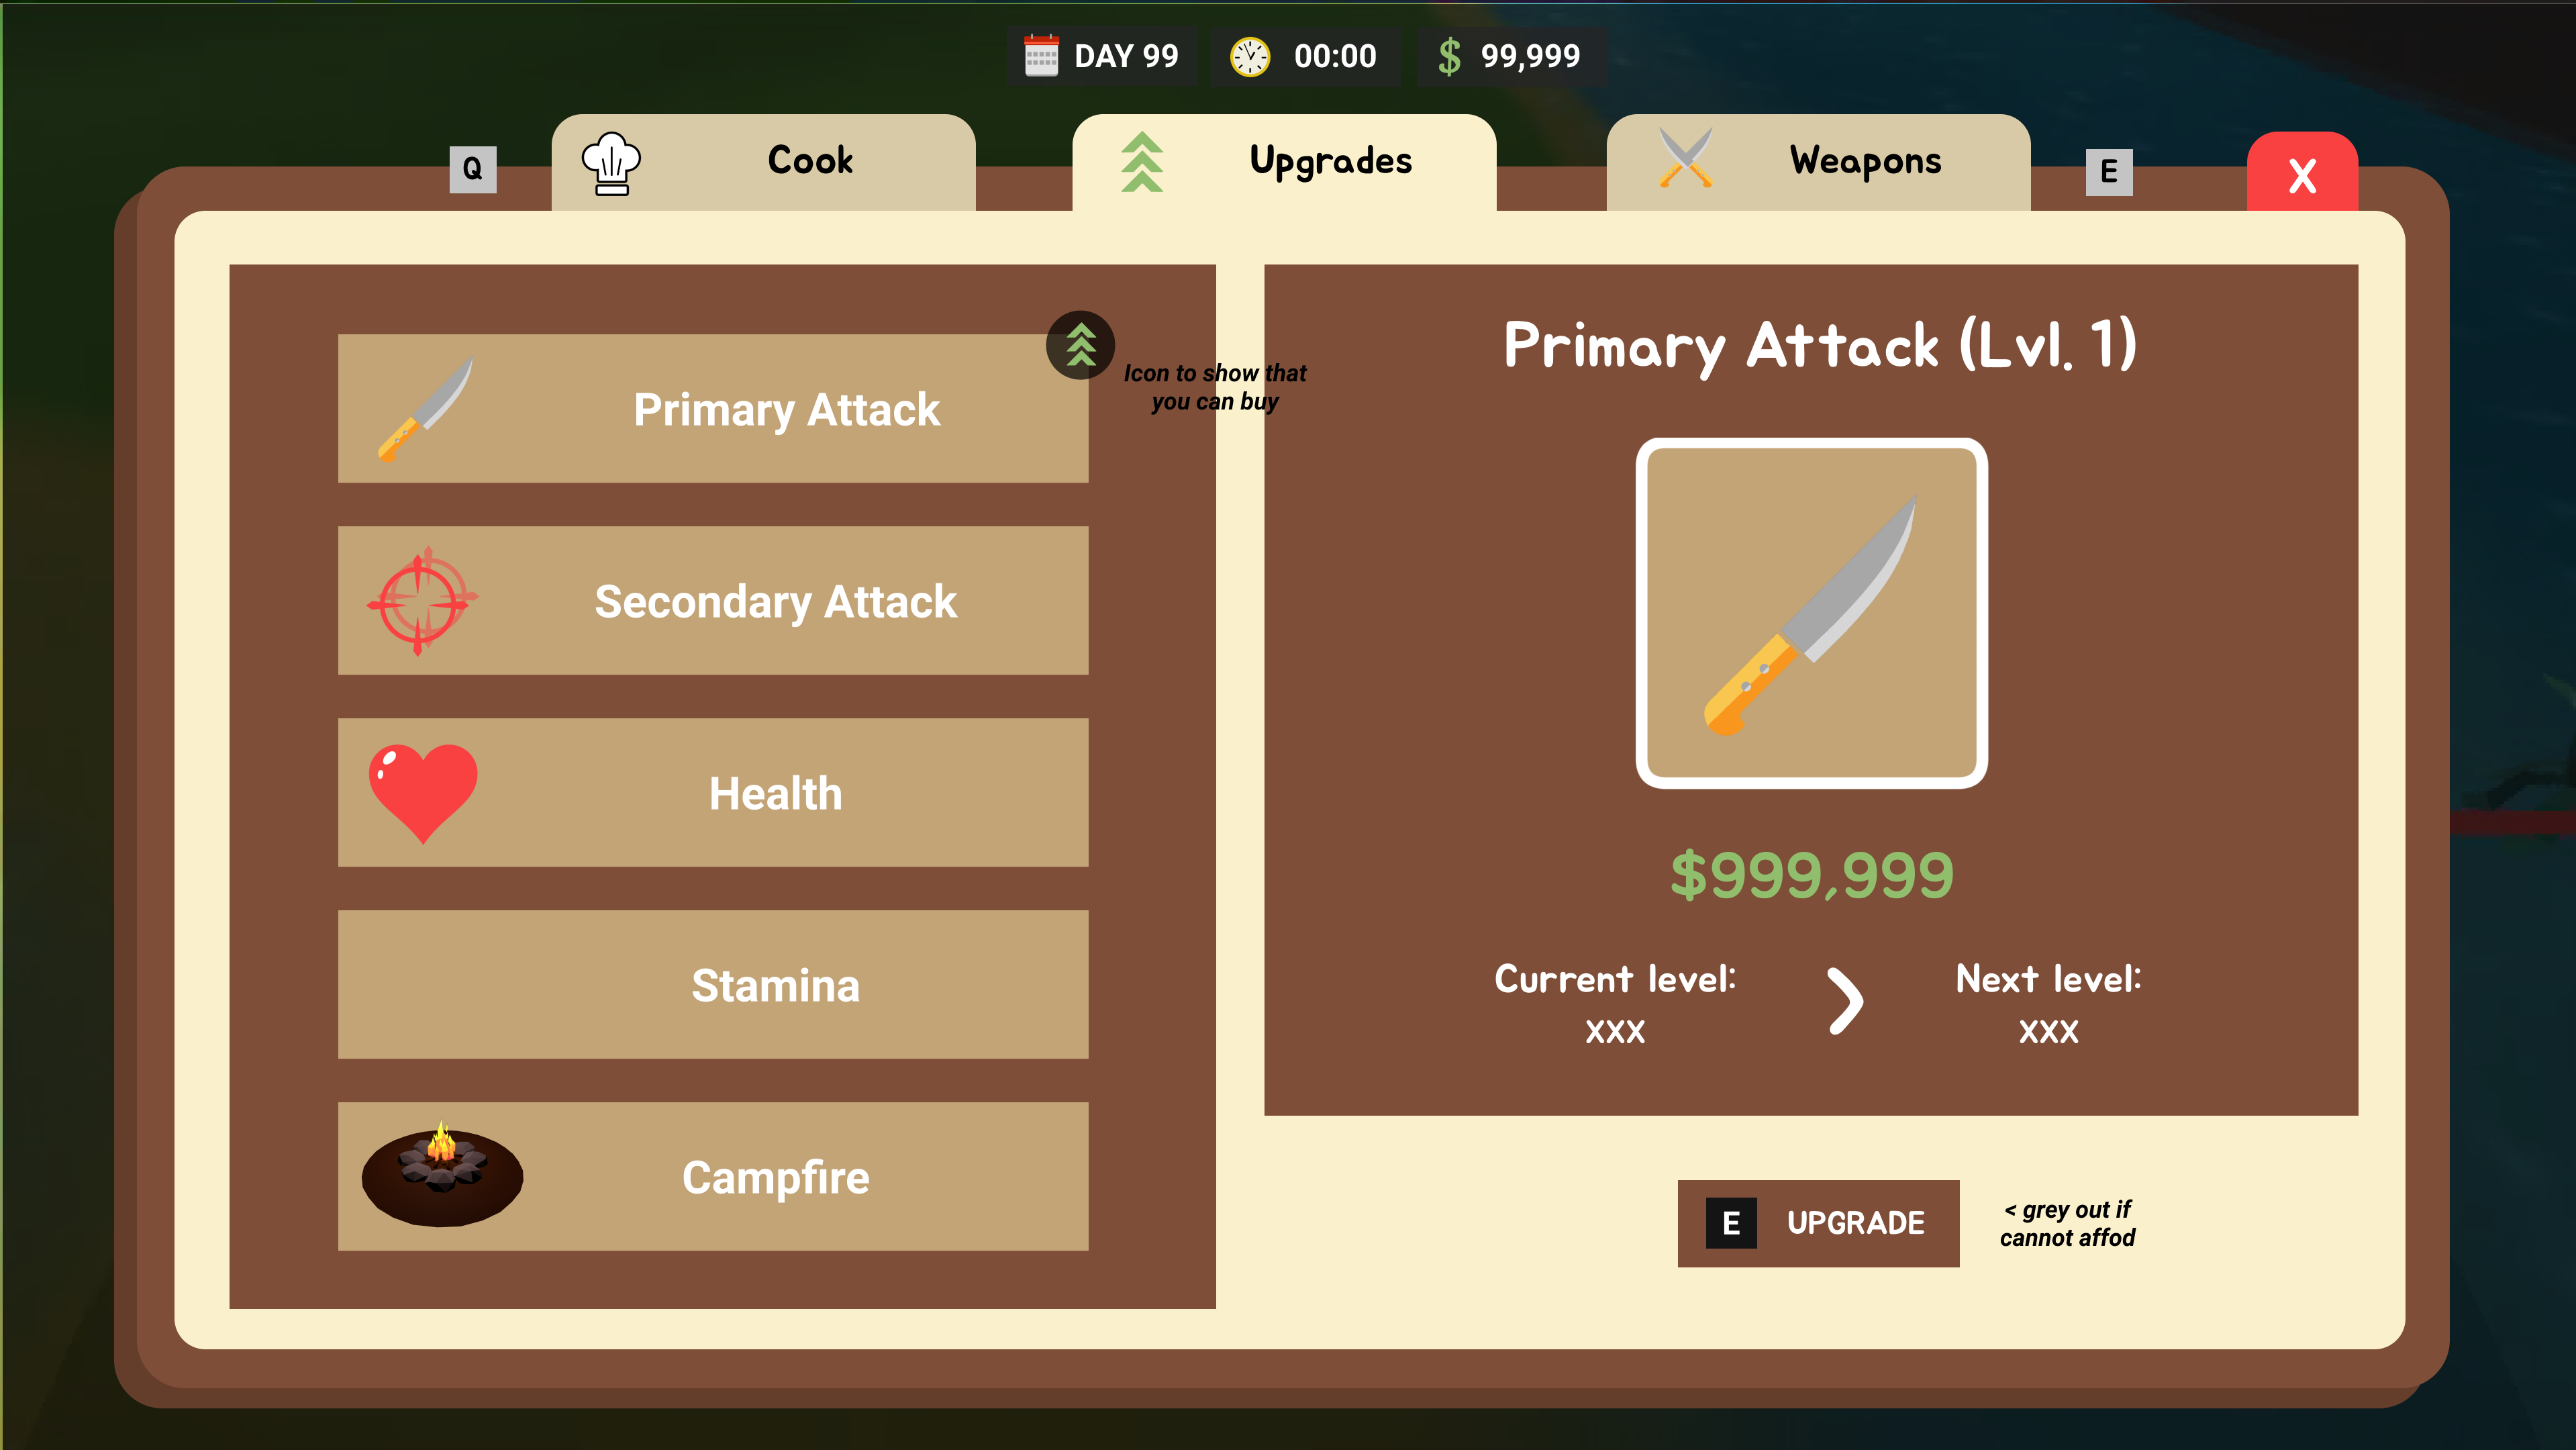 DAY 99
00:00
$ 99,999
Q
Cook
Upgrades
Weapons
E
X
Primary Attack
Icon to show that
you can buy
Secondary Attack
Health
Stamina
Campfire
Primary Attack (Lvl. 1)
$999,999
Current level:
xxx
>
Next level:
xxx
E UPGRADE
< grey out if
cannot affod